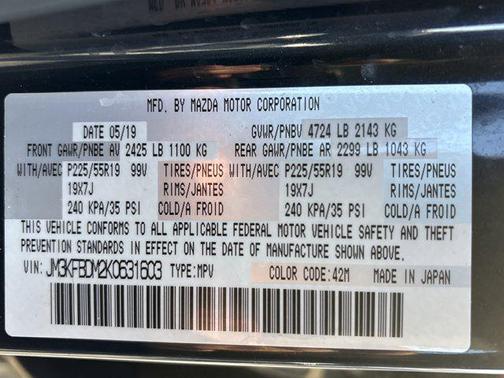 MFD. BY MAZDA MOTOR CORPORATION
DATE 05/19 GVWR/PNBV 4724 LB 2143 KG
FRONT GAWR/PNBE AV 2425 LB 1100 KG REAR GAWR/PNBE AR 2299 LB 1043 KG
WITH/AVEC P225/55R19 99V TIRES/PNEUS WITH/AVEC P225/55R19 99V TIRES/PNEUS
19X7J RIMS/JANTES 19X7J RIMS/JANTES
240 KPA/35 PSI COLD/A FROID 240 KPA/35 PSI COLD/A FROID
THIS VEHICLE CONFORMS TO ALL APPLICABLE FEDERAL MOTOR VEHICLE SAFETY AND THEFT
PREVENTION STANDARDS IN EFFECT ON THE DATE OF MANUFACTURE SHOWN ABOVE.
VIN: JM3KFBDM2K0631603 TYPE:MPV COLOR CODE:42M MADE IN JAPAN